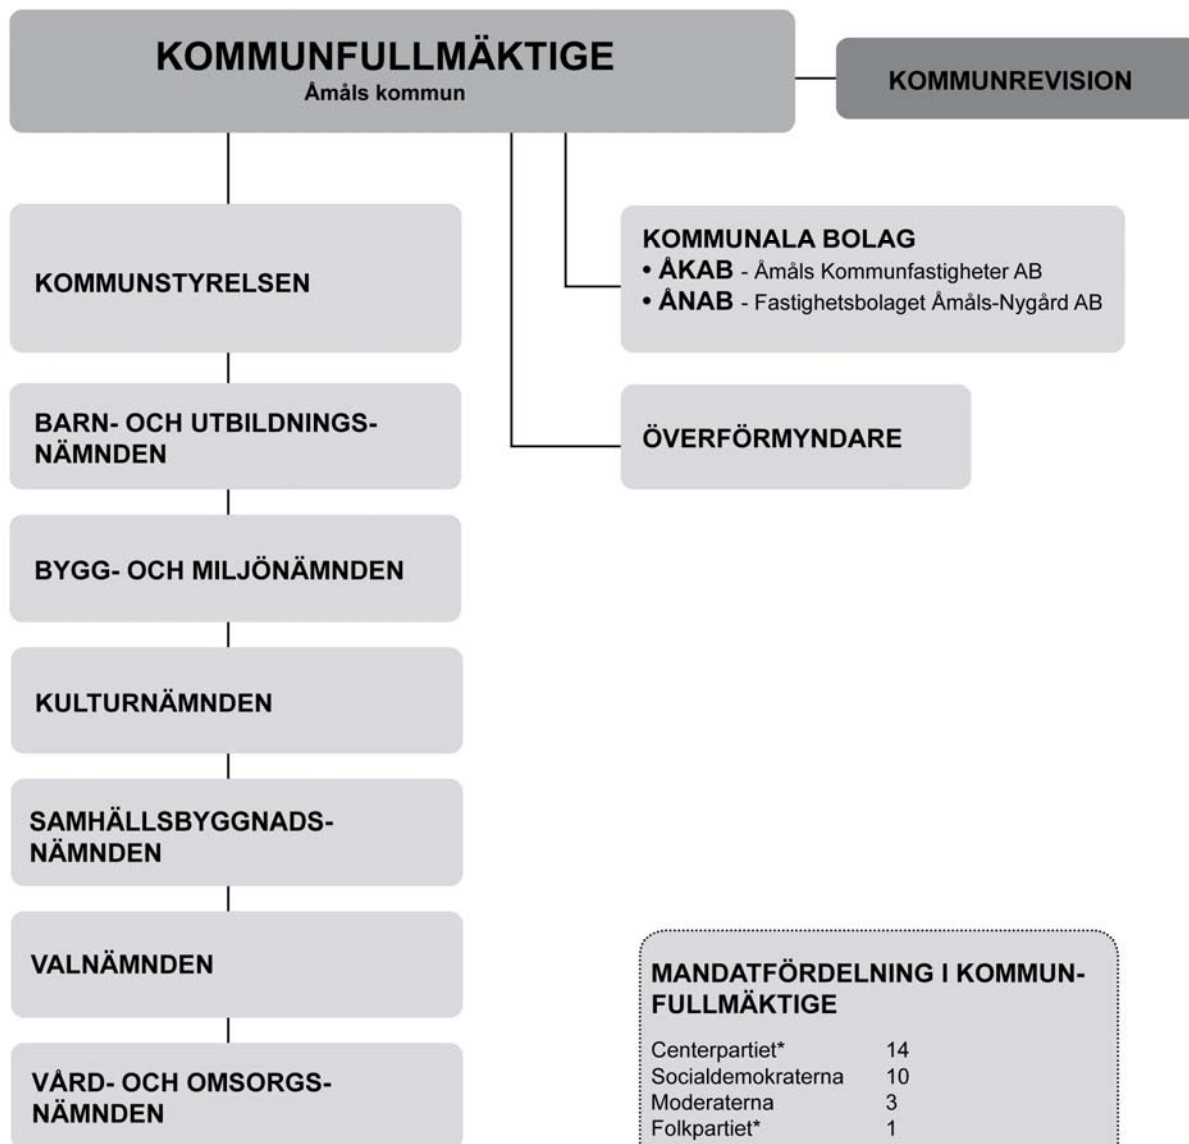 KOMMUNFULLMÄKTIGE
Åmåls kommun
KOMMUNREVISION
KOMMUNSTYRELSEN
BARN- OCH UTBILDNINGS-
NÄMNDEN
BYGG- OCH MILJÖNÄMNDEN
KULTURNÄMNDEN
SAMHÄLLSBYGGNADS-
NÄMNDEN
VALNÄMNDEN
VÅRD- OCH OMSORGS-
NÄMNDEN
KOMMUNALA BOLAG
• ÅKAB - Åmåls Kommunfastigheter AB
• ÅNAB - Fastighetsbolaget Åmåls-Nygård AB
ÖVERFÖRMYNDARE
MANDATFÖRDELNING I KOMMUN-
FULLMÄKTIGE
Centerpartiet* 14
Socialdemokraterna 10
Moderaterna 3
Folkpartiet* 1